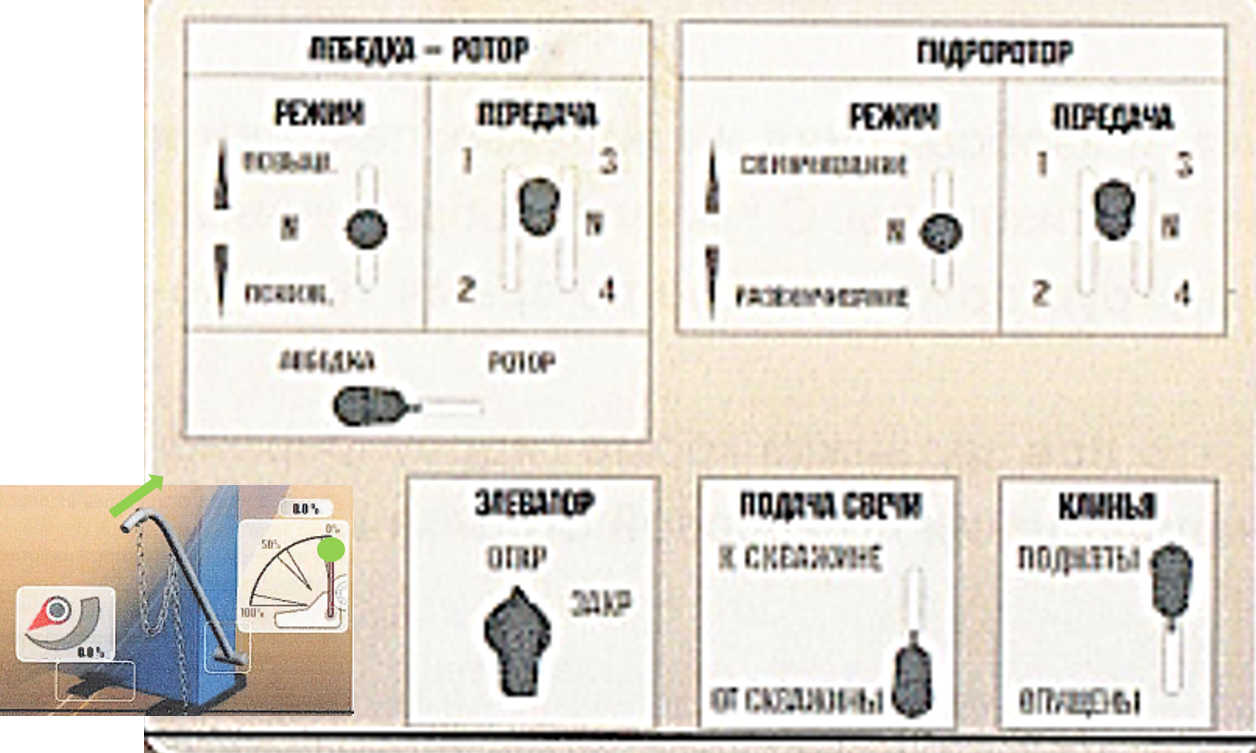 ЛЕБЕДКА – РОТОР
РЕЖИМ
ПОВЫШ.
N
ПОНИЖ.
ПЕРЕДАЧА
1 3
N
2 4
ЛЕБЕДКА РОТОР
ГИДРОРОТОР
РЕЖИМ
СВИНЧИВАНИЕ
N
РАЗВИНЧИВАНИЕ
ПЕРЕДАЧА
1 3
N
2 4
0.0 %
0%
50%
100%
0.0 %
ЭЛЕВАТОР
ОТКР
ЗАКР
ПОДАЧА СВЕЧИ
К СКВАЖИНЕ
ОТ СКВАЖИНЫ
КЛИНЬЯ
ПОДНЯТЫ
ОПУЩЕНЫ